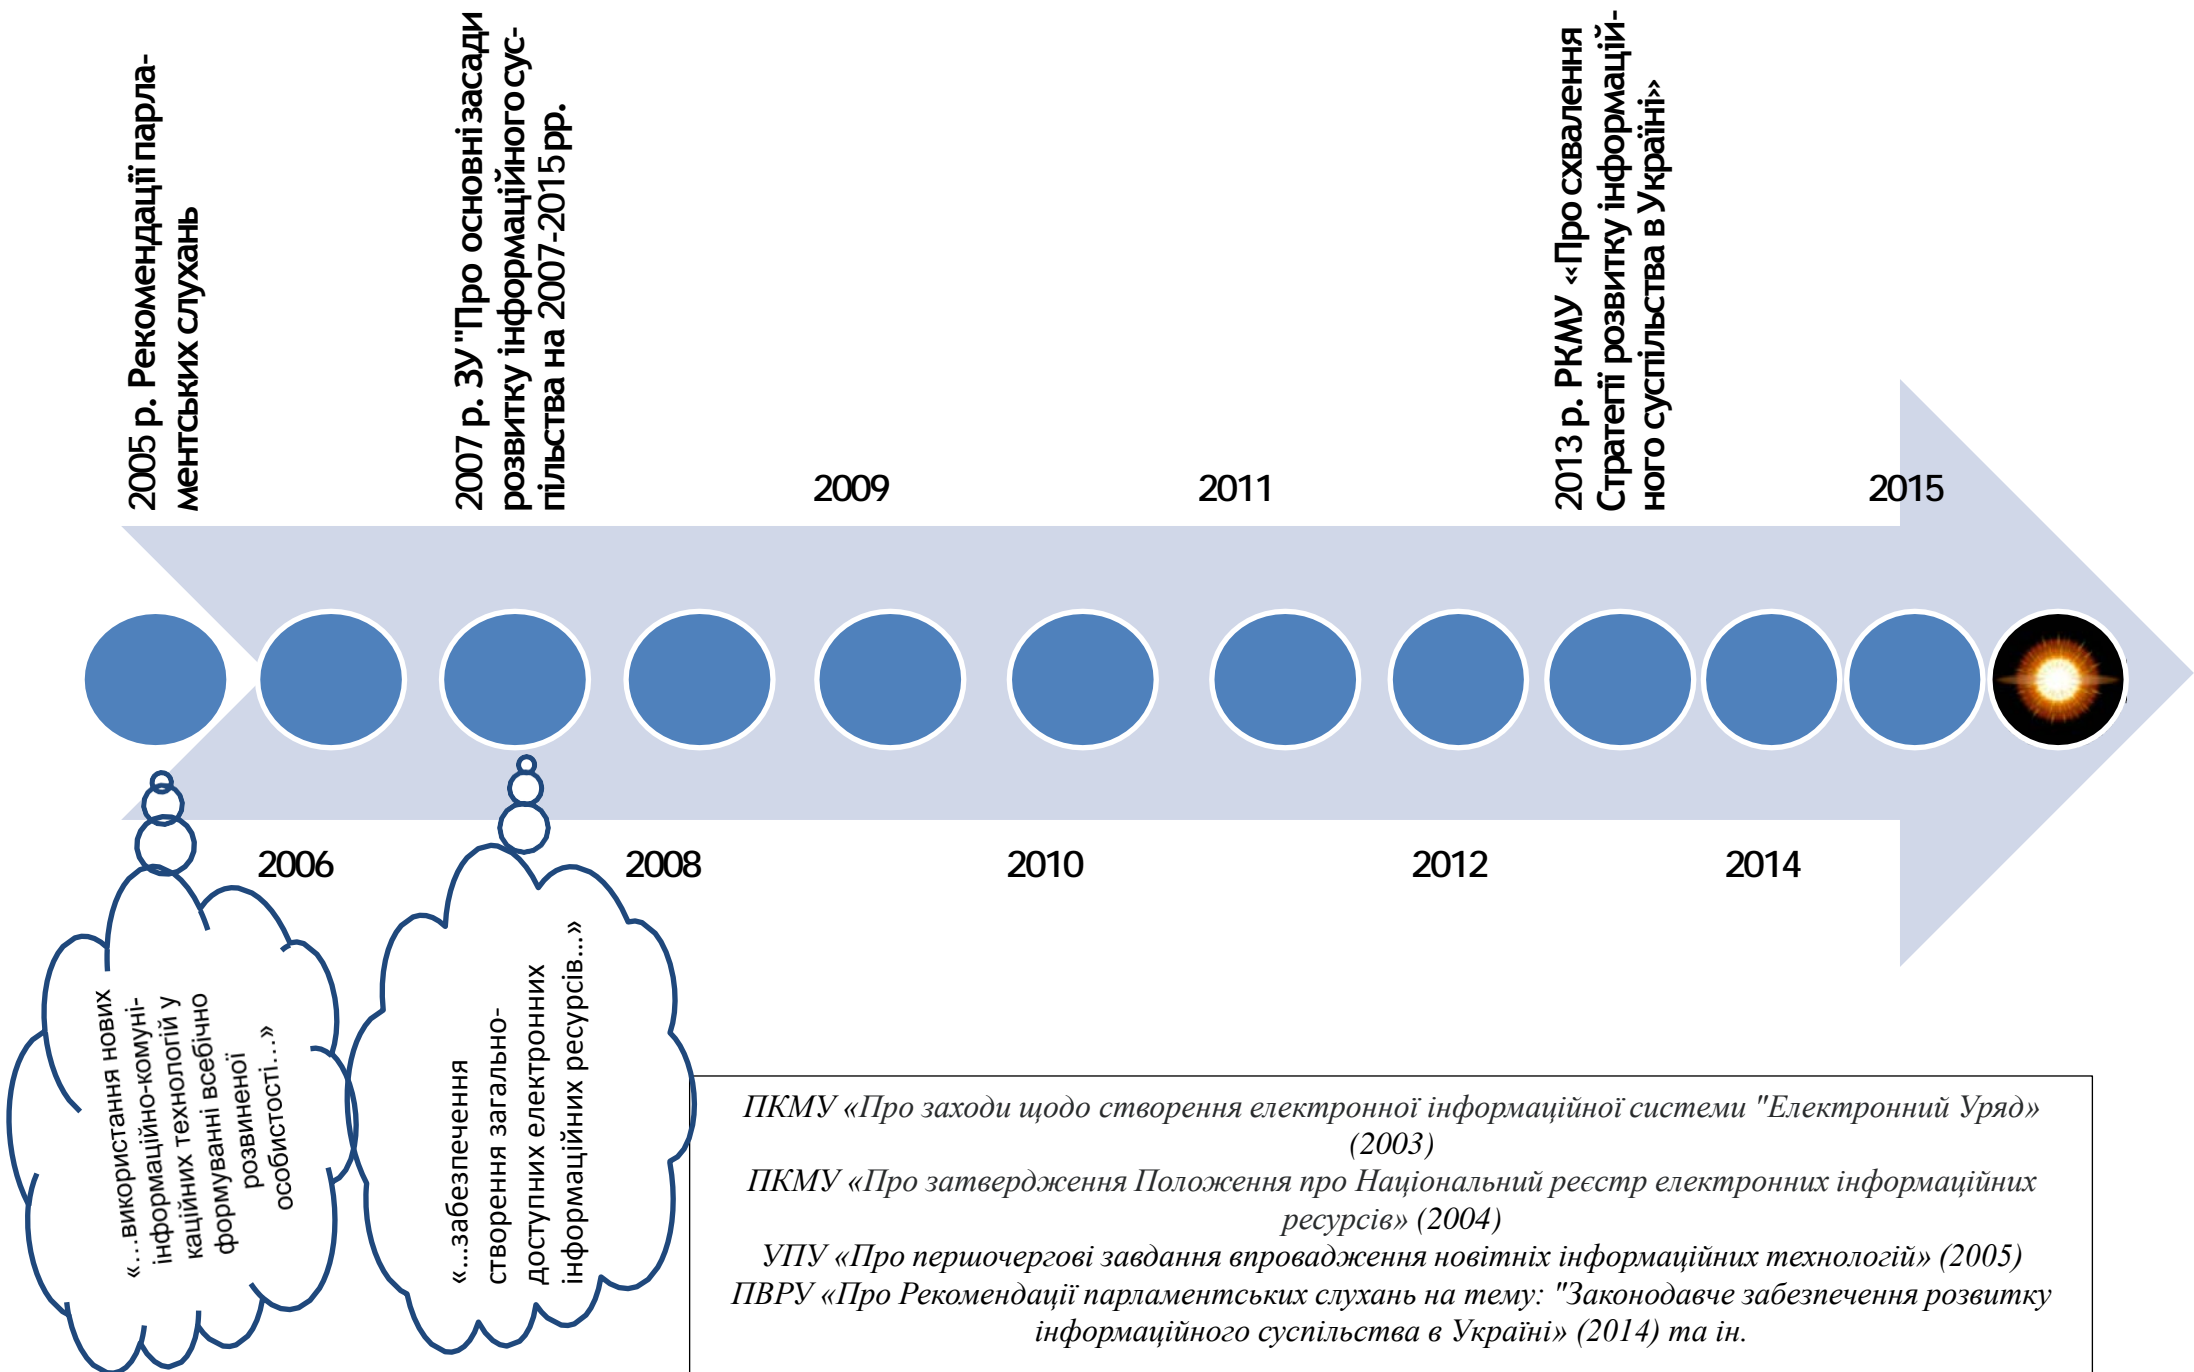 2005 р. Рекомендації парла-
ментських слухань
2007 р. ЗУ "Про основні засади
розвитку інформаційного сус-
пільства на 2007-2015 рр.
2009
2011
2013 р. РКМУ «Про схвалення
Стратегії розвитку інформацій-
ного суспільства в Україні»
2015
2006
2008
2010
2012
2014
«…використання нових
інформаційно-комуні-
каційних технологій у
формуванні всебічно
розвиненої
особистості…»
«…забезпечення
створення загально-
доступних електронних
інформаційних ресурсів…»
ПКМУ «Про заходи щодо створення електронної інформаційної системи "Електронний Уряд»
(2003)
ПКМУ «Про затвердження Положення про Національний реєстр електронних інформаційних
ресурсів» (2004)
УПУ «Про першочергові завдання впровадження новітніх інформаційних технологій» (2005)
ПВРУ «Про Рекомендації парламентських слухань на тему: "Законодавче забезпечення розвитку
інформаційного суспільства в Україні» (2014) та ін.